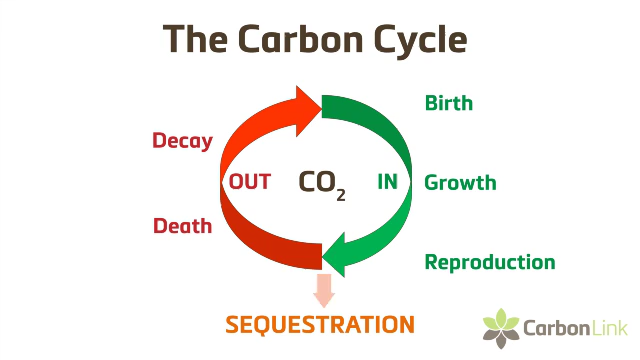 The Carbon Cycle
Birth
Decay
OUT
CO₂
IN
Growth
Death
Reproduction
SEQUESTRATION
CarbonLink